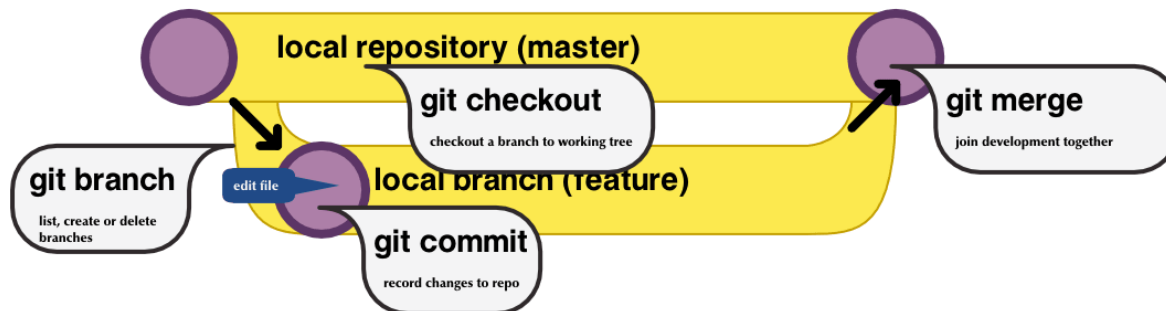 local repository (master)
git checkout
checkout a branch to working tree
git merge
join development together
git branch
list, create or delete
branches
edit file
local branch (feature)
git commit
record changes to repo